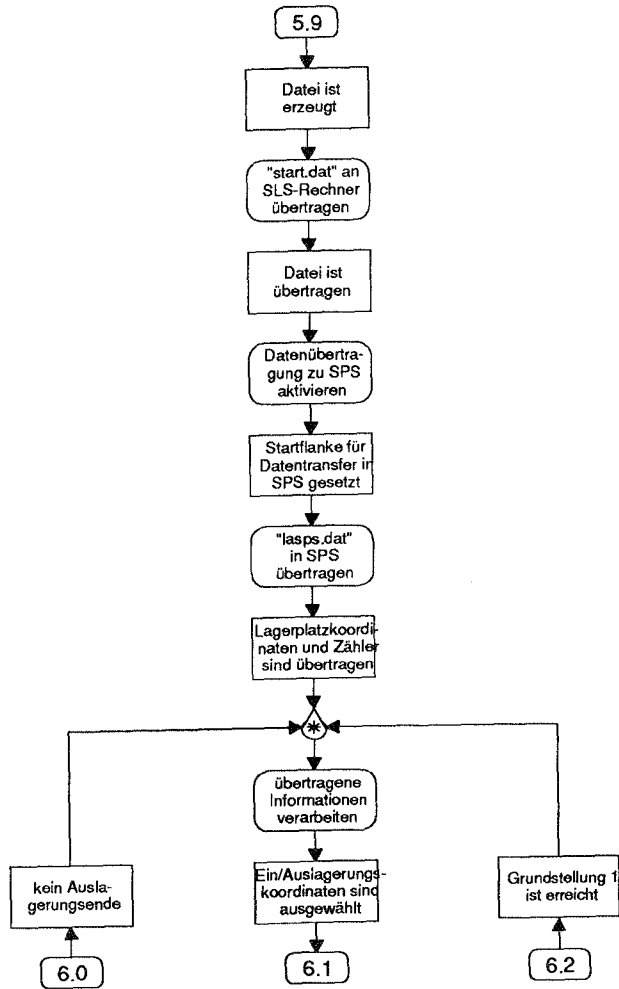 5.9
Datei ist
erzeugt
"start.dat" an
SLS-Rechner
übertragen
Datei ist
übertragen
Datenübertra-
gung zu SPS
aktivieren
Startflanke für
Datentransfer in
SPS gesetzt
"lasps.dat"
in SPS
übertragen
Lagerplatzkoordi-
naten und Zähler
sind übertragen
*
übertragene
Informationen
verarbeiten
kein Ausla-
gerungsende
Ein/Auslagerungs-
koordinaten sind
ausgewählt
Grundstellung 1
ist erreicht
6.0
6.1
6.2